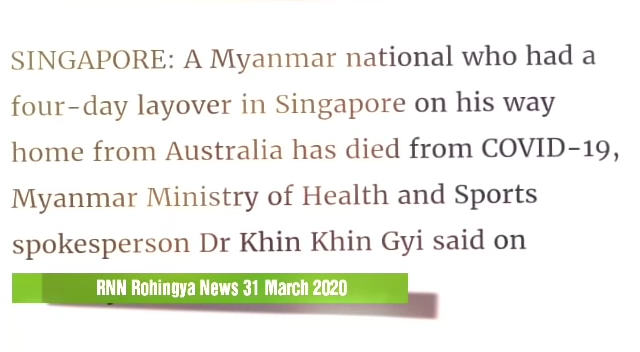 SINGAPORE: A Myanmar national who had a
four-day layover in Singapore on his way
home from Australia has died from COVID-19,
Myanmar Ministry of Health and Sports
spokesperson Dr Khin Khin Gyi said on
RNN Rohingya News 31 March 2020